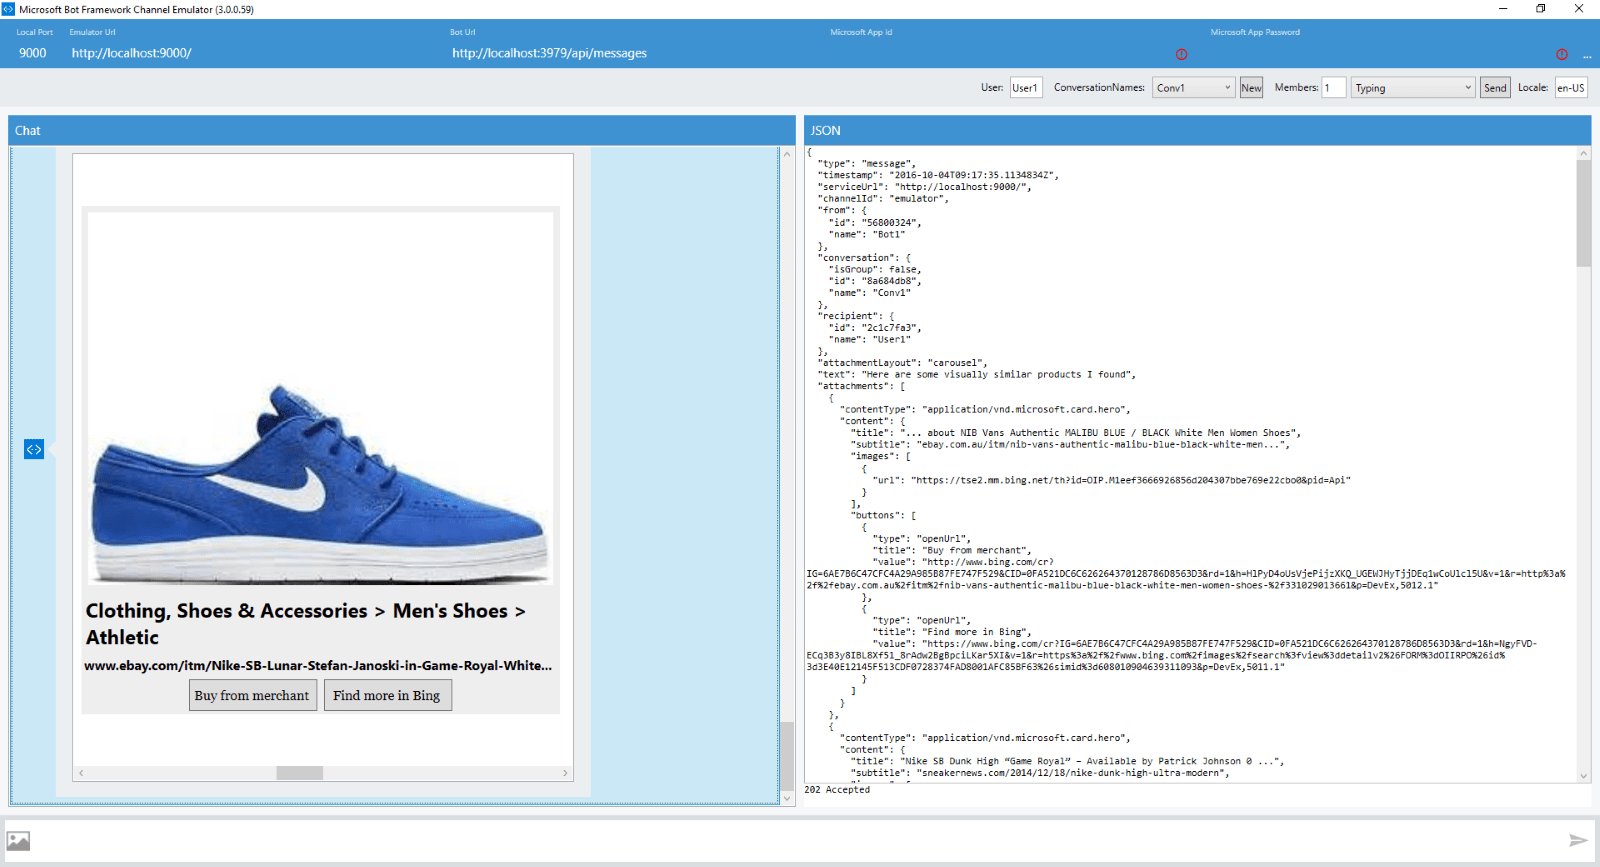 Microsoft Bot Framework Channel Emulator (3.0.0.59)
Local Port Emulator Url Bot Url Microsoft App Id Microsoft App Password
9000 http://localhost:9000/ http://localhost:3979/api/messages
...
User: User1 ConversationNames: Conv1 New Members: 1 Typing Send Locale: en-US
Chat
Clothing, Shoes & Accessories > Men's Shoes >
Athletic
www.ebay.com/itm/Nike-SB-Lunar-Stefan-Janoski-in-Game-Royal-White...
Buy from merchant Find more in Bing
JSON
{
"type": "message",
"timestamp": "2016-10-04T09:17:35.1134834Z",
"serviceUrl": "http://localhost:9000/",
"channelId": "emulator",
"from": {
"id": "56800324",
"name": "Bot1"
},
"conversation": {
"isGroup": false,
"id": "8a684db8",
"name": "Conv1"
},
"recipient": {
"id": "2c1c7fa3",
"name": "User1"
},
"attachmentLayout": "carousel",
"text": "Here are some visually similar products I found",
"attachments": [
{
"contentType": "application/vnd.microsoft.card.hero",
"content": {
"title": "... about NIB Vans Authentic MALIBU BLUE / BLACK White Men Women Shoes",
"subtitle": "ebay.com.au/itm/nib-vans-authentic-malibu-blue-black-white-men...",
"images": [
{
"url": "https://tse2.mm.bing.net/th?id=OIP.M1eef3666926856d204307bbe769e22cbo0&pid=Api"
}
],
"buttons": [
{
"type": "openUrl",
"title": "Buy from merchant",
"value": "http://www.bing.com/cr?
IG=6AE7B6C47CFC4A29A985B87FE747F529&CID=0FA521DC6C626264370128786D8563D3&rd=1&h=HlPyD4oUsVjePijzXKQ_UGEWJHyTjjDEq1wCoUlcl5U&v=1&r=http%3a%
2f%2febay.com.au%2fitm%2fnib-vans-authentic-malibu-blue-black-white-men-women-shoes-%2f331029013661&p=DevEx,5012.1"
},
{
"type": "openUrl",
"title": "Find more in Bing",
"value": "https://www.bing.com/cr?IG=6AE7B6C47CFC4A29A985B87FE747F529&CID=0FA521DC6C626264370128786D8563D3&rd=1&h=NgyFVD-
ECq3B3y8IBL8Xf51_8rAdw2BgBpciLKar5XI&v=1&r=https%3a%2f%2fwww.bing.com%2fimages%2fsearch%3fview%3ddetailv2%26FORM%3dOIIRPO%26id%
3d3E40E12145F513CDF0728374FAD8001AFC85BF63%26simid%3d608010904639311093&p=DevEx,5011.1"
}
]
}
},
{
"contentType": "application/vnd.microsoft.card.hero",
"content": {
"title": "Nike SB Dunk High “Game Royal” – Available by Patrick Johnson 0 ...",
"subtitle": "sneakernews.com/2014/12/18/nike-dunk-high-ultra-modern",
202 Accepted